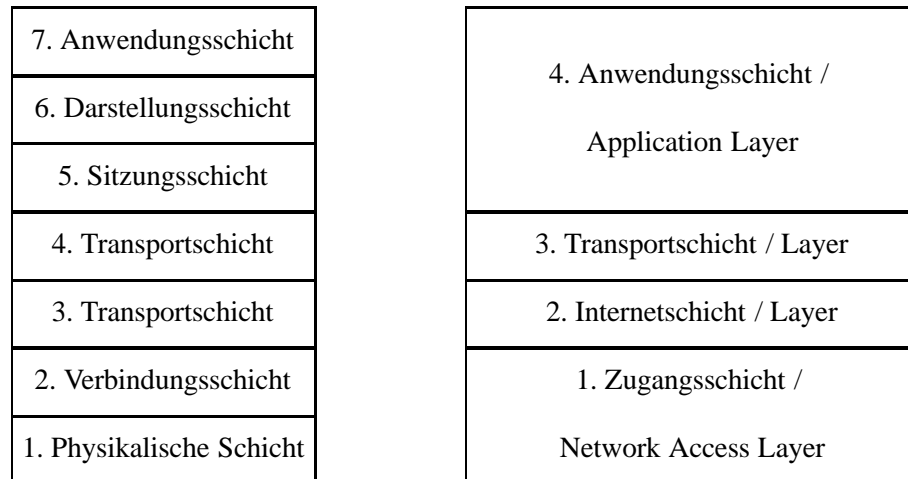 7. Anwendungsschicht
6. Darstellungsschicht
5. Sitzungsschicht
4. Transportschicht
3. Transportschicht
2. Verbindungsschicht
1. Physikalische Schicht
4. Anwendungsschicht /
Application Layer
3. Transportschicht / Layer
2. Internetschicht / Layer
1. Zugangsschicht /
Network Access Layer